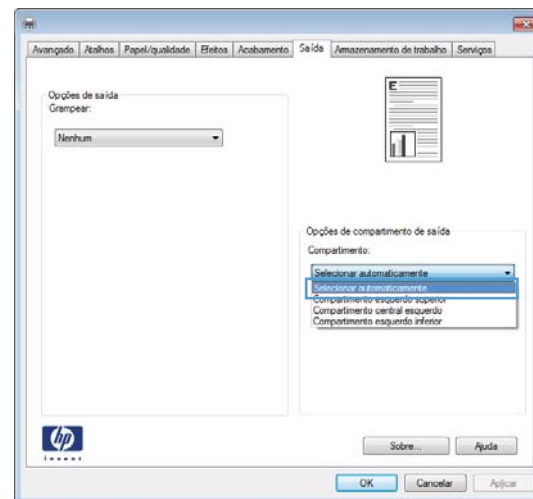 Avançado Atalhos Papel/qualidade Efeitos Acabamento Saída Armazenamento de trabalho Serviços
Opções de saída
Grampear:
Nenhum
E
Opções de compartimento de saída
Compartimento:
Selecionar automaticamente
Selecionar automaticamente
Compartimento esquerdo superior
Compartimento central esquerdo
Compartimento esquerdo inferior
hp
invent
Sobre... Ajuda
OK Cancelar Aplicar